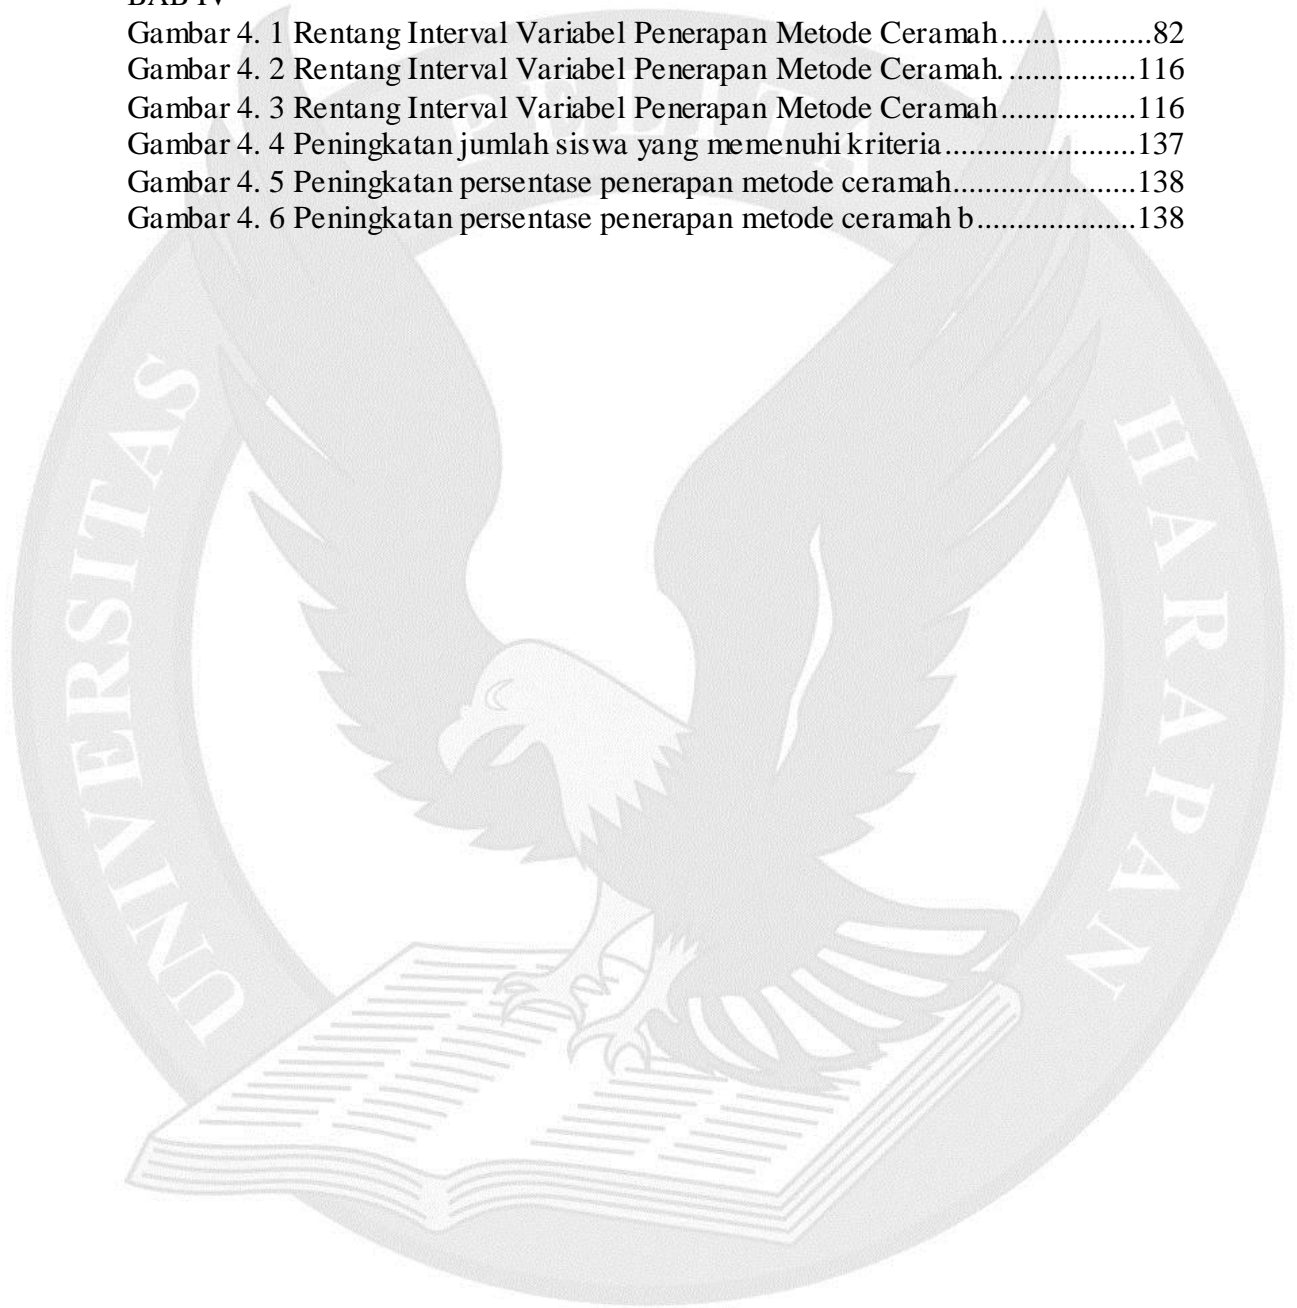 BAB IV
Gambar 4. 1 Rentang Interval Variabel Penerapan Metode Ceramah...................82
Gambar 4. 2 Rentang Interval Variabel Penerapan Metode Ceramah. ................116
Gambar 4. 3 Rentang Interval Variabel Penerapan Metode Ceramah.................116
Gambar 4. 4 Peningkatan jumlah siswa yang memenuhi kriteria........................137
Gambar 4. 5 Peningkatan persentase penerapan metode ceramah.......................138
Gambar 4. 6 Peningkatan persentase penerapan metode ceramah b....................138
UNIVERSITAS
PELITA
HARAPAN